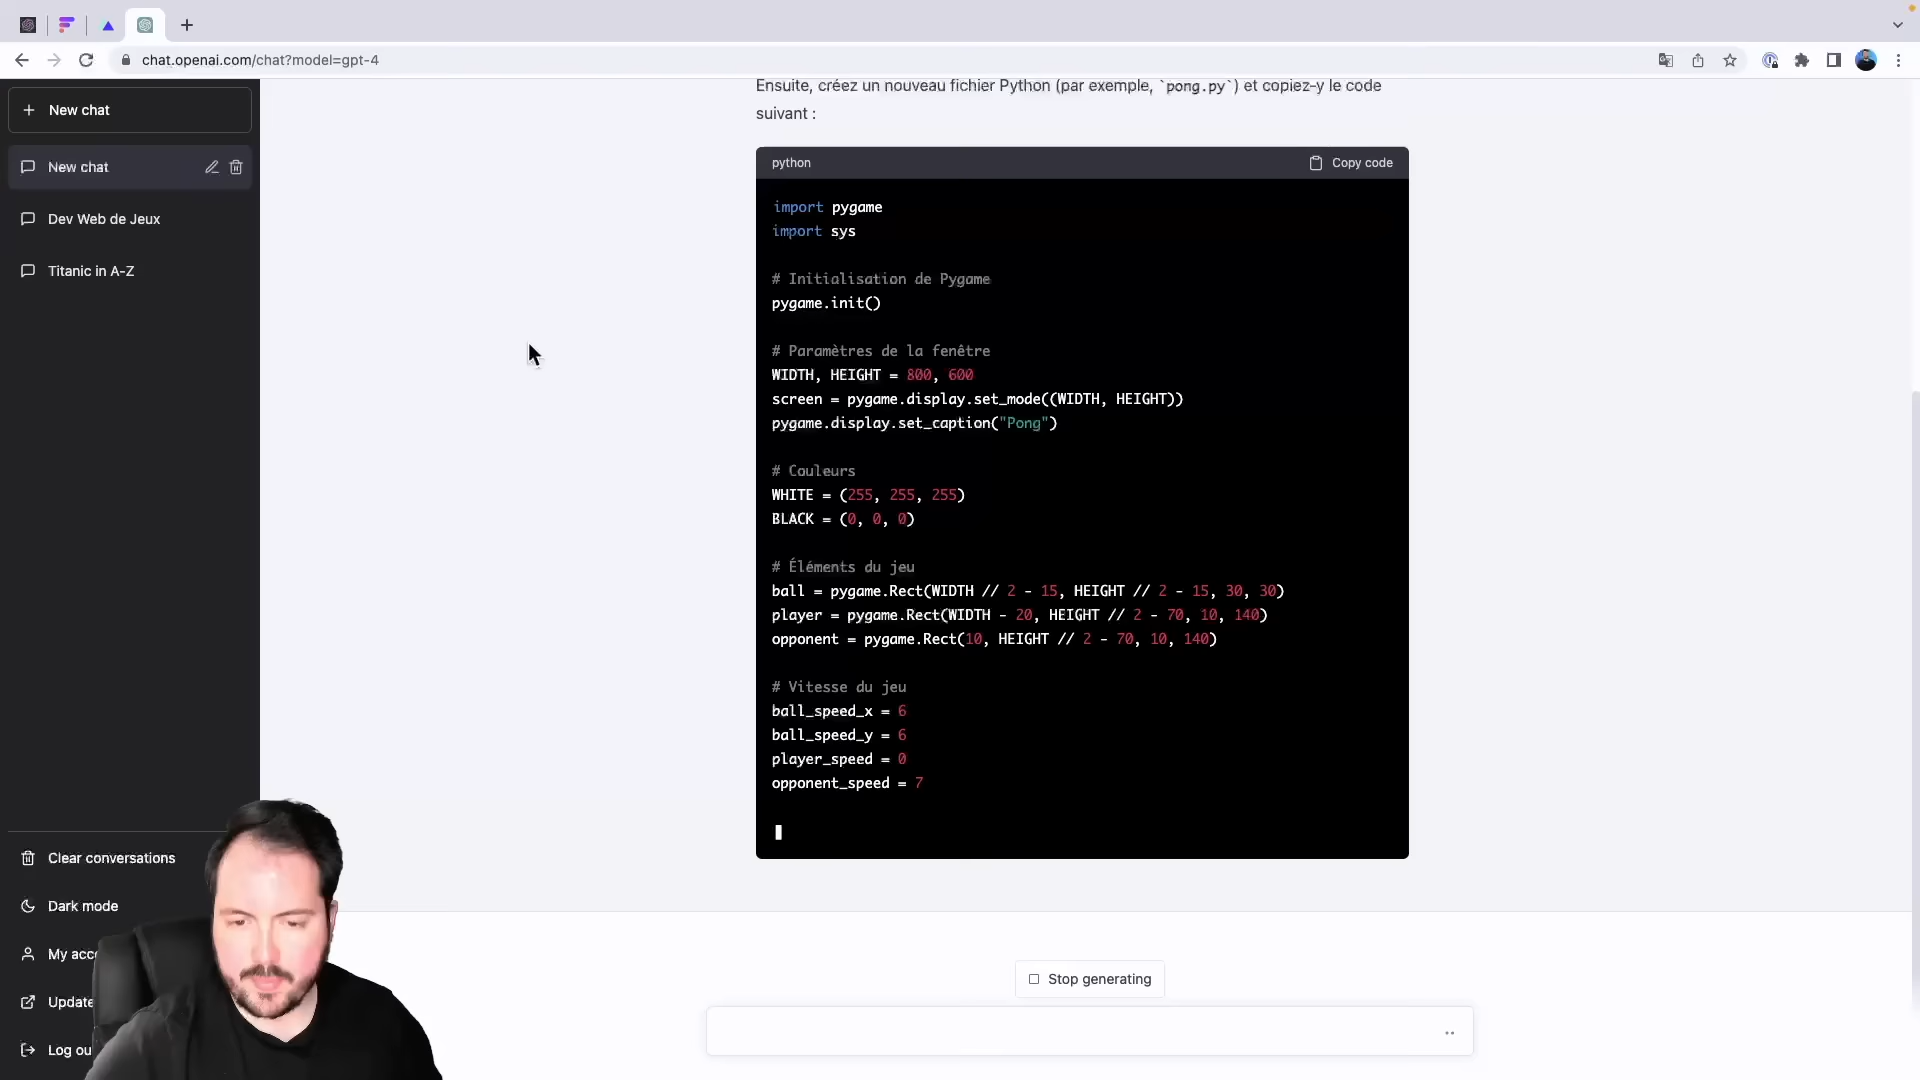 chat.openai.com/chat?model=gpt-4
New chat
New chat
Dev Web de Jeux
Titanic in A-Z
Ensuite, créez un nouveau fichier Python (par exemple, `pong.py`) et copiez-y le code
suivant :
python
Copy code
import pygame
import sys
# Initialisation de Pygame
pygame.init()
# Paramètres de la fenêtre
WIDTH, HEIGHT = 800, 600
screen = pygame.display.set_mode((WIDTH, HEIGHT))
pygame.display.set_caption("Pong")
# Couleurs
WHITE = (255, 255, 255)
BLACK = (0, 0, 0)
# Éléments du jeu
ball = pygame.Rect(WIDTH // 2 - 15, HEIGHT // 2 - 15, 30, 30)
player = pygame.Rect(WIDTH - 20, HEIGHT // 2 - 70, 10, 140)
opponent = pygame.Rect(10, HEIGHT // 2 - 70, 10, 140)
# Vitesse du jeu
ball_speed_x = 6
ball_speed_y = 6
player_speed = 0
opponent_speed = 7
Clear conversations
Dark mode
My acc
Update
Log ou
Stop generating